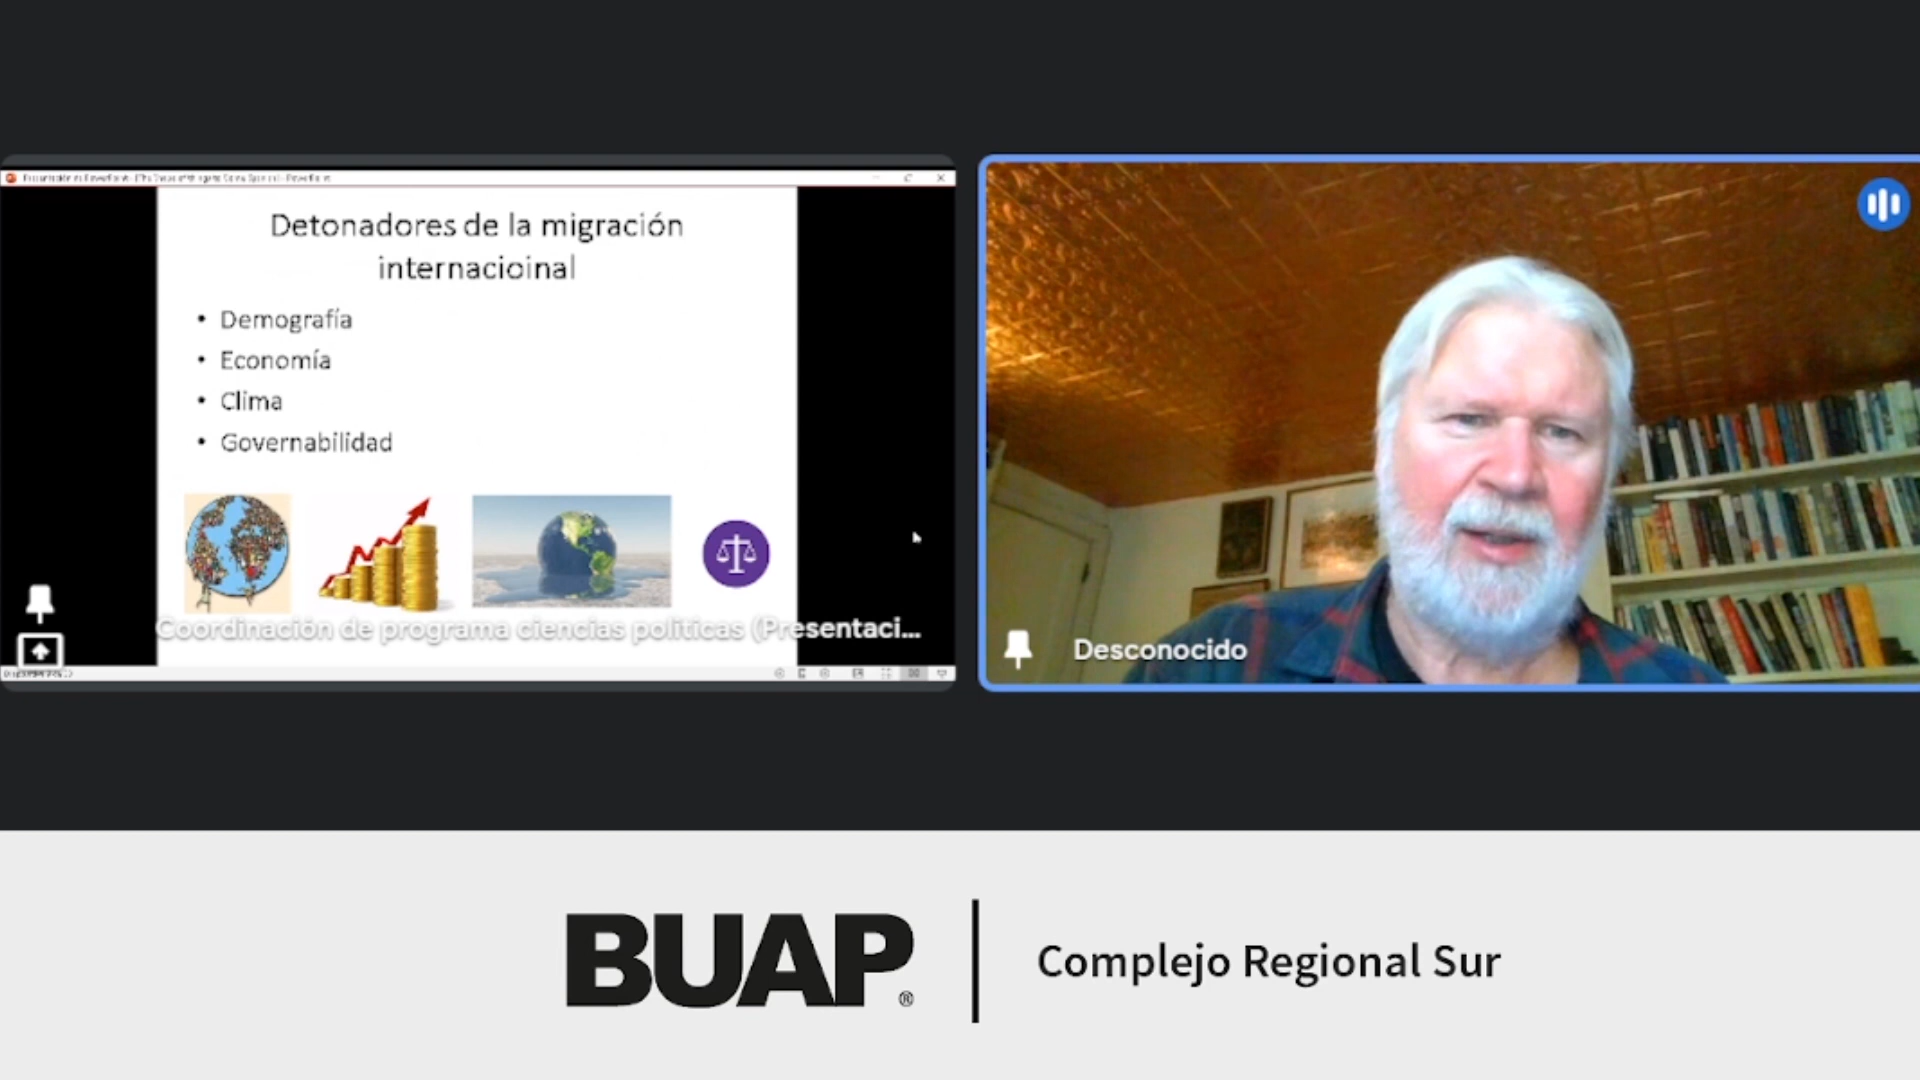 Detonadores de la migración
internacioinal
• Demografía
• Economía
• Clima
• Governabilidad
Coordinación de programa ciencias políticas (Presentaci...
Desconocido
BUAP®
Complejo Regional Sur